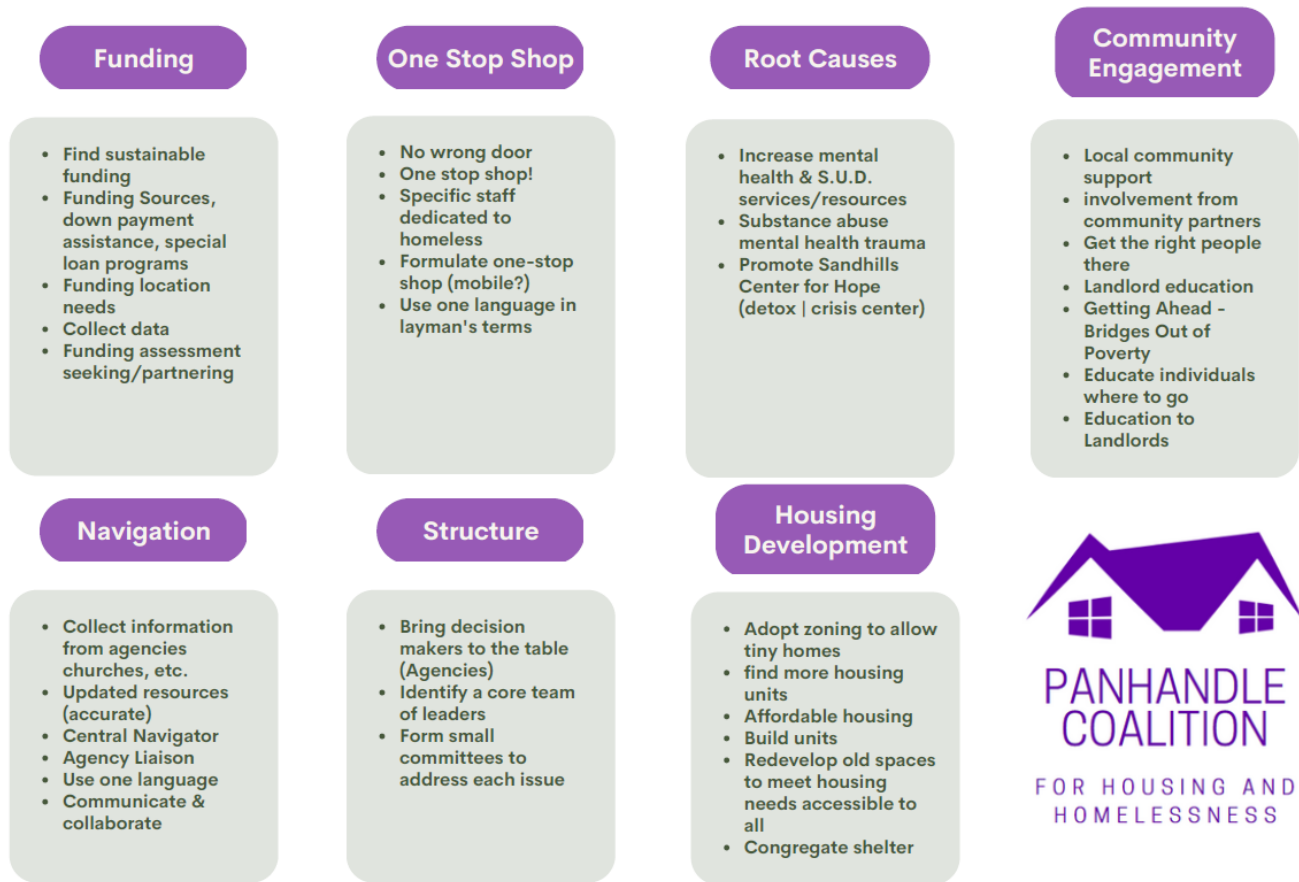 Funding
• Find sustainable
funding
• Funding Sources,
down payment
assistance, special
loan programs
• Funding location
needs
• Collect data
• Funding assessment
seeking/partnering
One Stop Shop
• No wrong door
• One stop shop!
• Specific staff
dedicated to
homeless
• Formulate one-stop
shop (mobile?)
• Use one language in
layman's terms
Root Causes
• Increase mental
health & S.U.D.
services/resources
• Substance abuse
mental health trauma
• Promote Sandhills
Center for Hope
(detox | crisis center)
Community
Engagement
• Local community
support
• involvement from
community partners
• Get the right people
there
• Landlord education
• Getting Ahead -
Bridges Out of
Poverty
• Educate individuals
where to go
• Education to
Landlords
Navigation
• Collect information
from agencies
churches, etc.
• Updated resources
(accurate)
• Central Navigator
• Agency Liaison
• Use one language
• Communicate &
collaborate
Structure
• Bring decision
makers to the table
(Agencies)
• Identify a core team
of leaders
• Form small
committees to
address each issue
Housing
Development
• Adopt zoning to allow
tiny homes
• find more housing
units
• Affordable housing
• Build units
• Redevelop old spaces
to meet housing
needs accessible to
all
• Congregate shelter
PANHANDLE
COALITION
FOR HOUSING AND
HOMELESSNESS